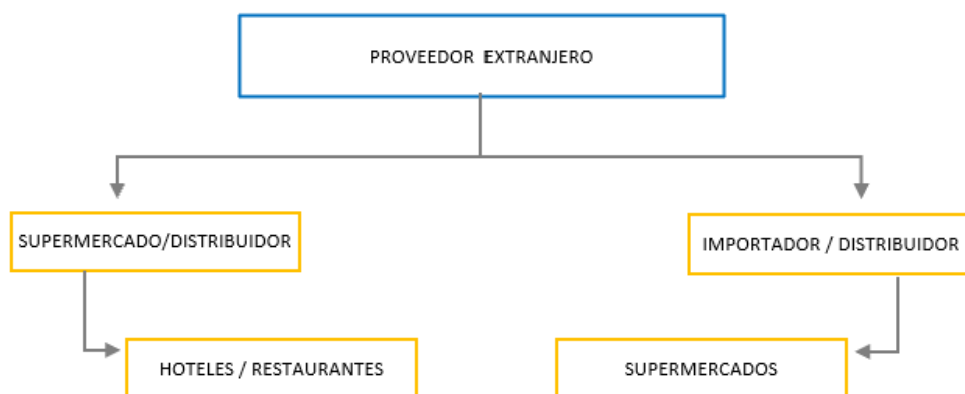 PROVEEDOR EXTRANJERO
SUPERMERCADO/DISTRIBUIDOR
IMPORTADOR / DISTRIBUIDOR
HOTELES / RESTAURANTES
SUPERMERCADOS